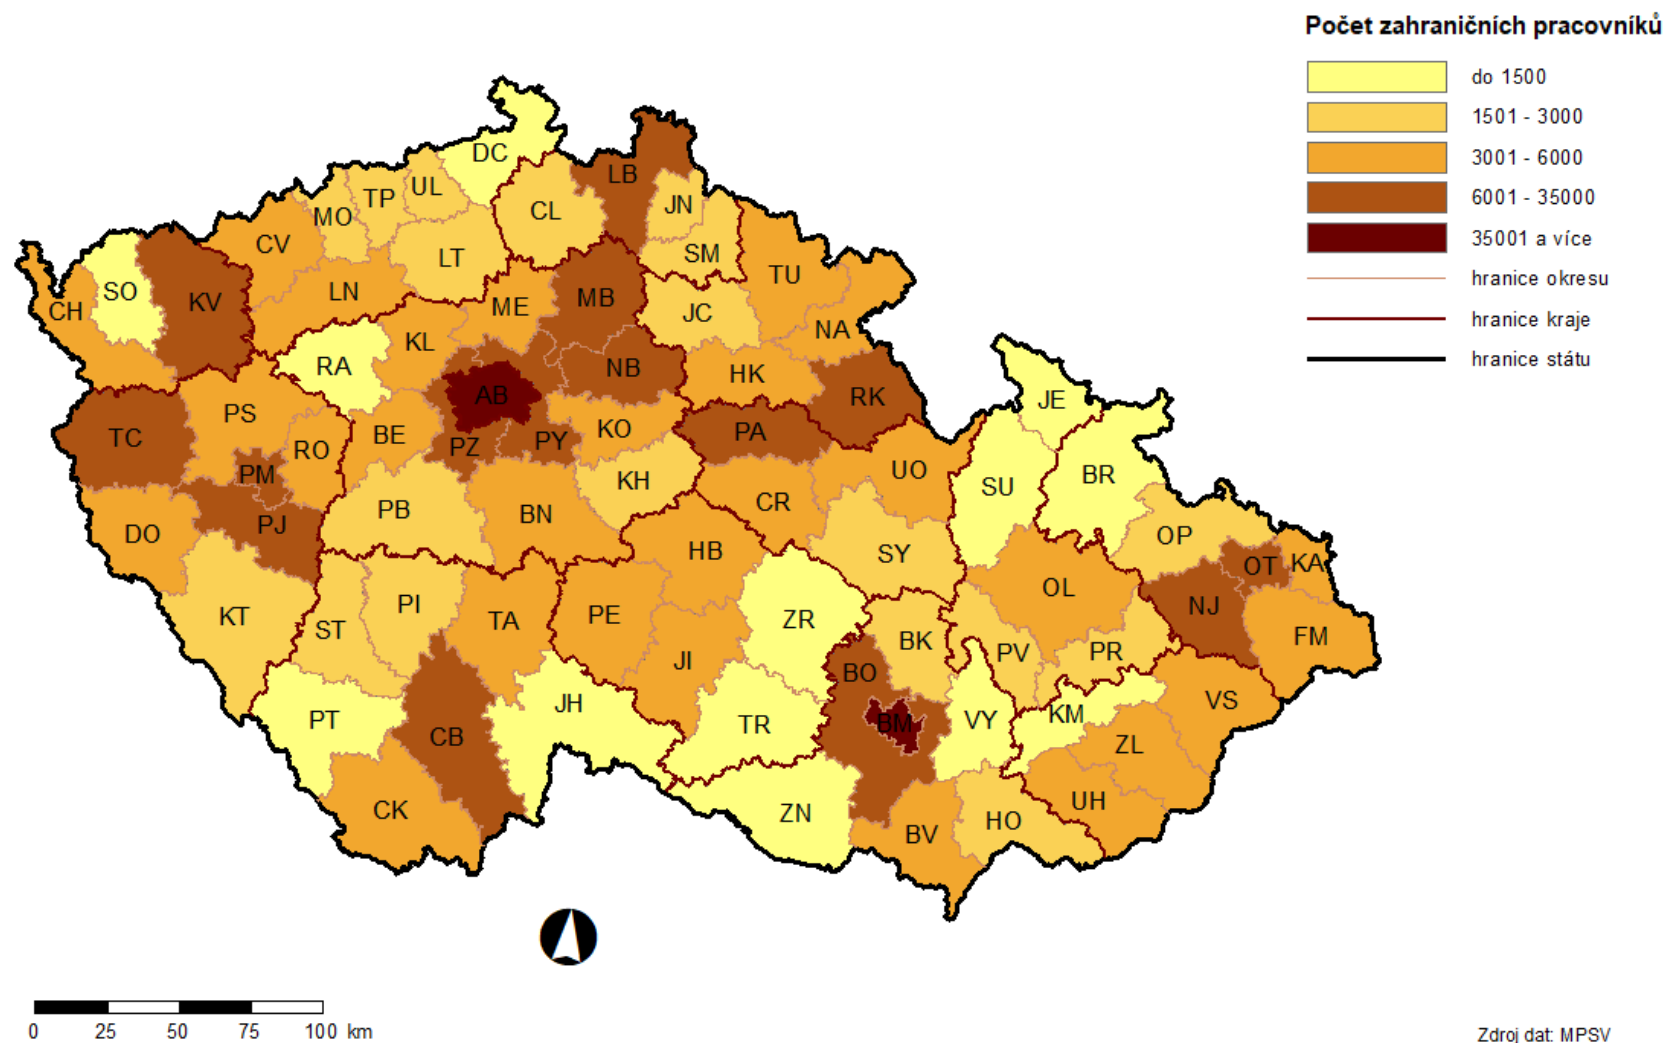 Počet zahraničních pracovníků
do 1500
1501 - 3000
3001 - 6000
6001 - 35000
35001 a více
hranice okresu
hranice kraje
hranice státu
DC
LB
UL
TP
JN
MO
CL
CV
LT
SM
TU
SO
LN
KV
MB
CH
ME
JC
NA
KL
RA
NB
HK
AB
RK
JE
PS
TC
BE
KO
PA
RO
PZ
PY
PM
UO
BR
KH
SU
PB
CR
BN
PJ
DO
OP
HB
SY
OT
KA
OL
PI
NJ
KT
ST
TA
PE
ZR
FM
BK
PV
PR
JI
BO
VS
JH
PT
TR
BM
VY
KM
CB
ZL
CK
ZN
UH
BV
HO
0 25 50 75 100 km
Zdroj dat: MPSV